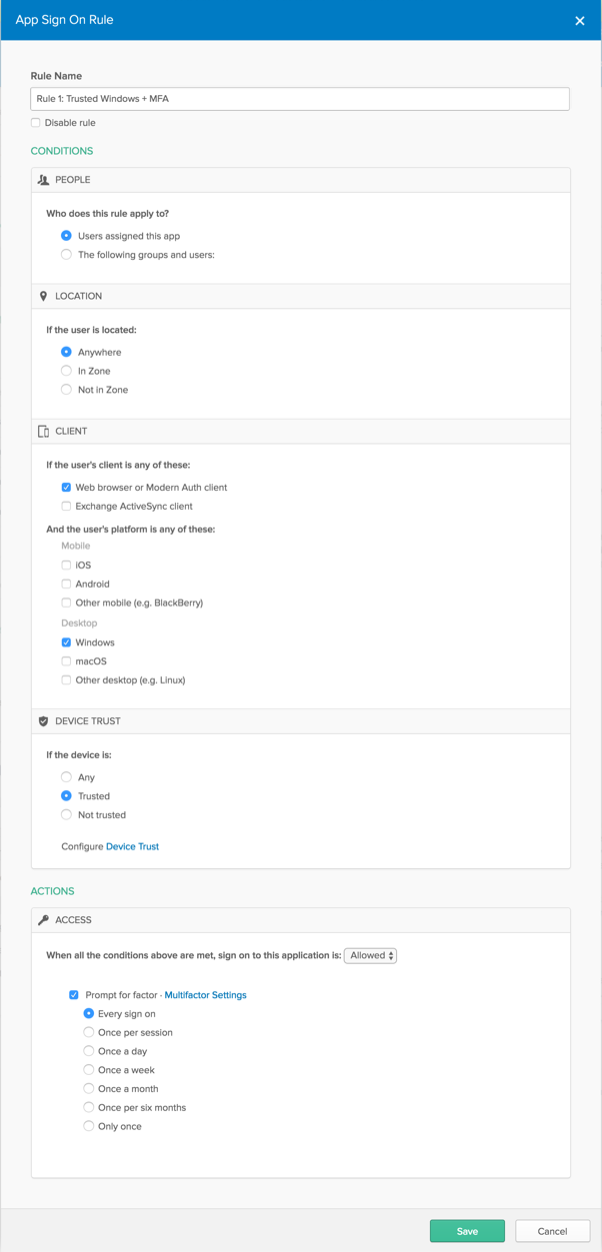 App Sign On Rule
Rule Name
Rule 1: Trusted Windows + MFA
Disable rule
CONDITIONS
PEOPLE
Who does this rule apply to?
Users assigned this app
The following groups and users:
LOCATION
If the user is located:
Anywhere
In Zone
Not in Zone
CLIENT
If the user's client is any of these:
Web browser or Modern Auth client
Exchange ActiveSync client
And the user's platform is any of these:
Mobile
iOS
Android
Other mobile (e.g. BlackBerry)
Desktop
Windows
macOS
Other desktop (e.g. Linux)
DEVICE TRUST
If the device is:
Any
Trusted
Not trusted
Configure Device Trust
ACTIONS
ACCESS
When all the conditions above are met, sign on to this application is: Allowed
Prompt for factor - Multifactor Settings
Every sign on
Once per session
Once a day
Once a week
Once a month
Once per six months
Only once
Save Cancel